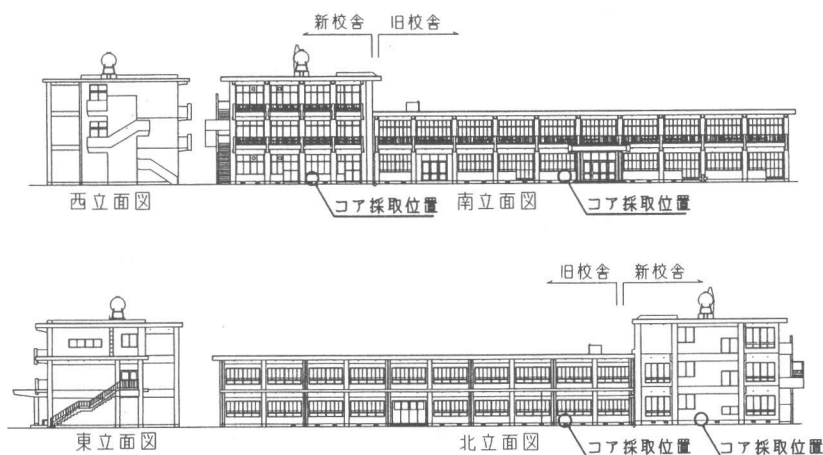 新校舎 旧校舎
西立面図 コア採取位置 南立面図 コア採取位置
旧校舎 新校舎
東立面図 北立面図 コア採取位置 コア採取位置